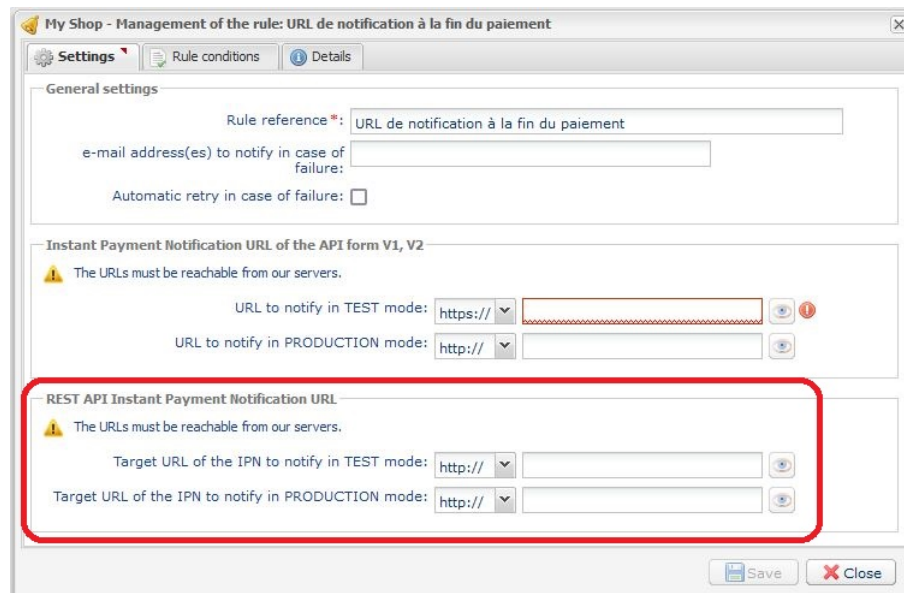 My Shop - Management of the rule: URL de notification à la fin du paiement
Settings Rule conditions Details
General settings
Rule reference *: URL de notification à la fin du paiement
e-mail address(es) to notify in case of
failure:
Automatic retry in case of failure:
Instant Payment Notification URL of the API form V1, V2
The URLs must be reachable from our servers.
URL to notify in TEST mode: https://
URL to notify in PRODUCTION mode: http://
REST API Instant Payment Notification URL
The URLs must be reachable from our servers.
Target URL of the IPN to notify in TEST mode: http://
Target URL of the IPN to notify in PRODUCTION mode: http://
Save Close